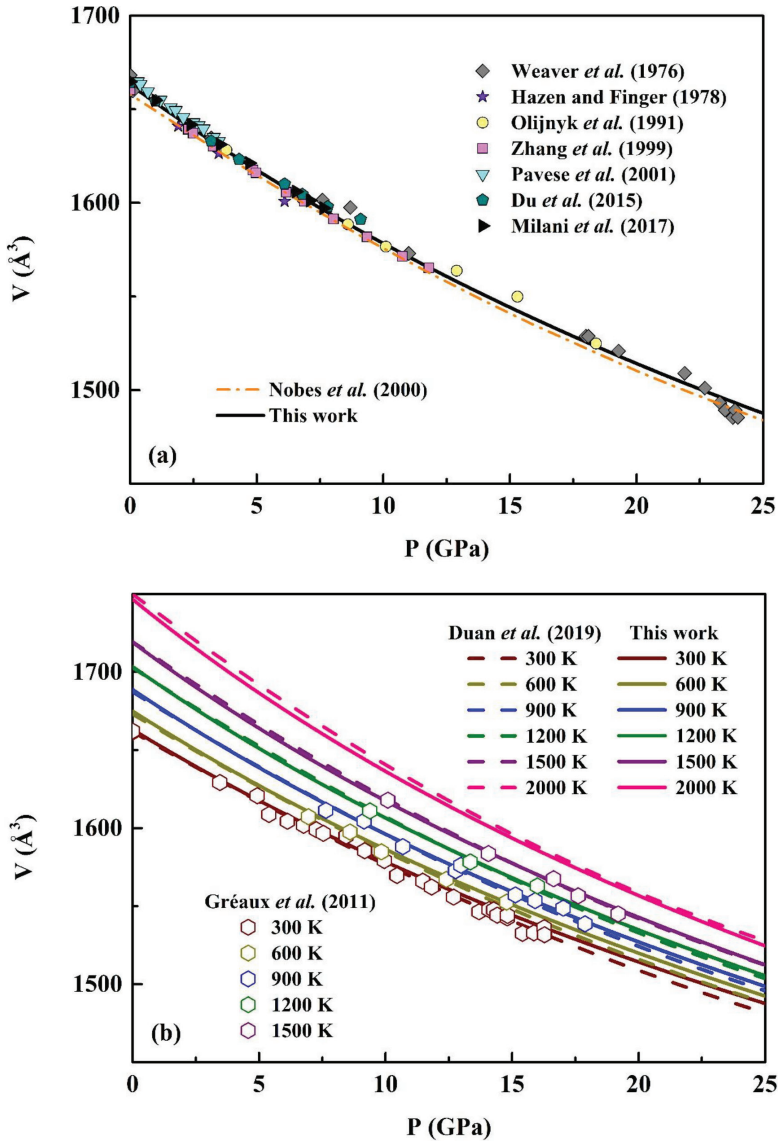 1700
1600
1500
V (Å³)
Weaver et al. (1976)
Hazen and Finger (1978)
Olijnyk et al. (1991)
Zhang et al. (1999)
Pavese et al. (2001)
Du et al. (2015)
Milani et al. (2017)
Nobes et al. (2000)
This work
(a)
0 5 10 15 20 25
P (GPa)
1700
1600
1500
V (Å³)
Duan et al. (2019) This work
300 K 300 K
600 K 600 K
900 K 900 K
1200 K 1200 K
1500 K 1500 K
2000 K 2000 K
Gréaux et al. (2011)
300 K
600 K
900 K
1200 K
1500 K
(b)
0 5 10 15 20 25
P (GPa)